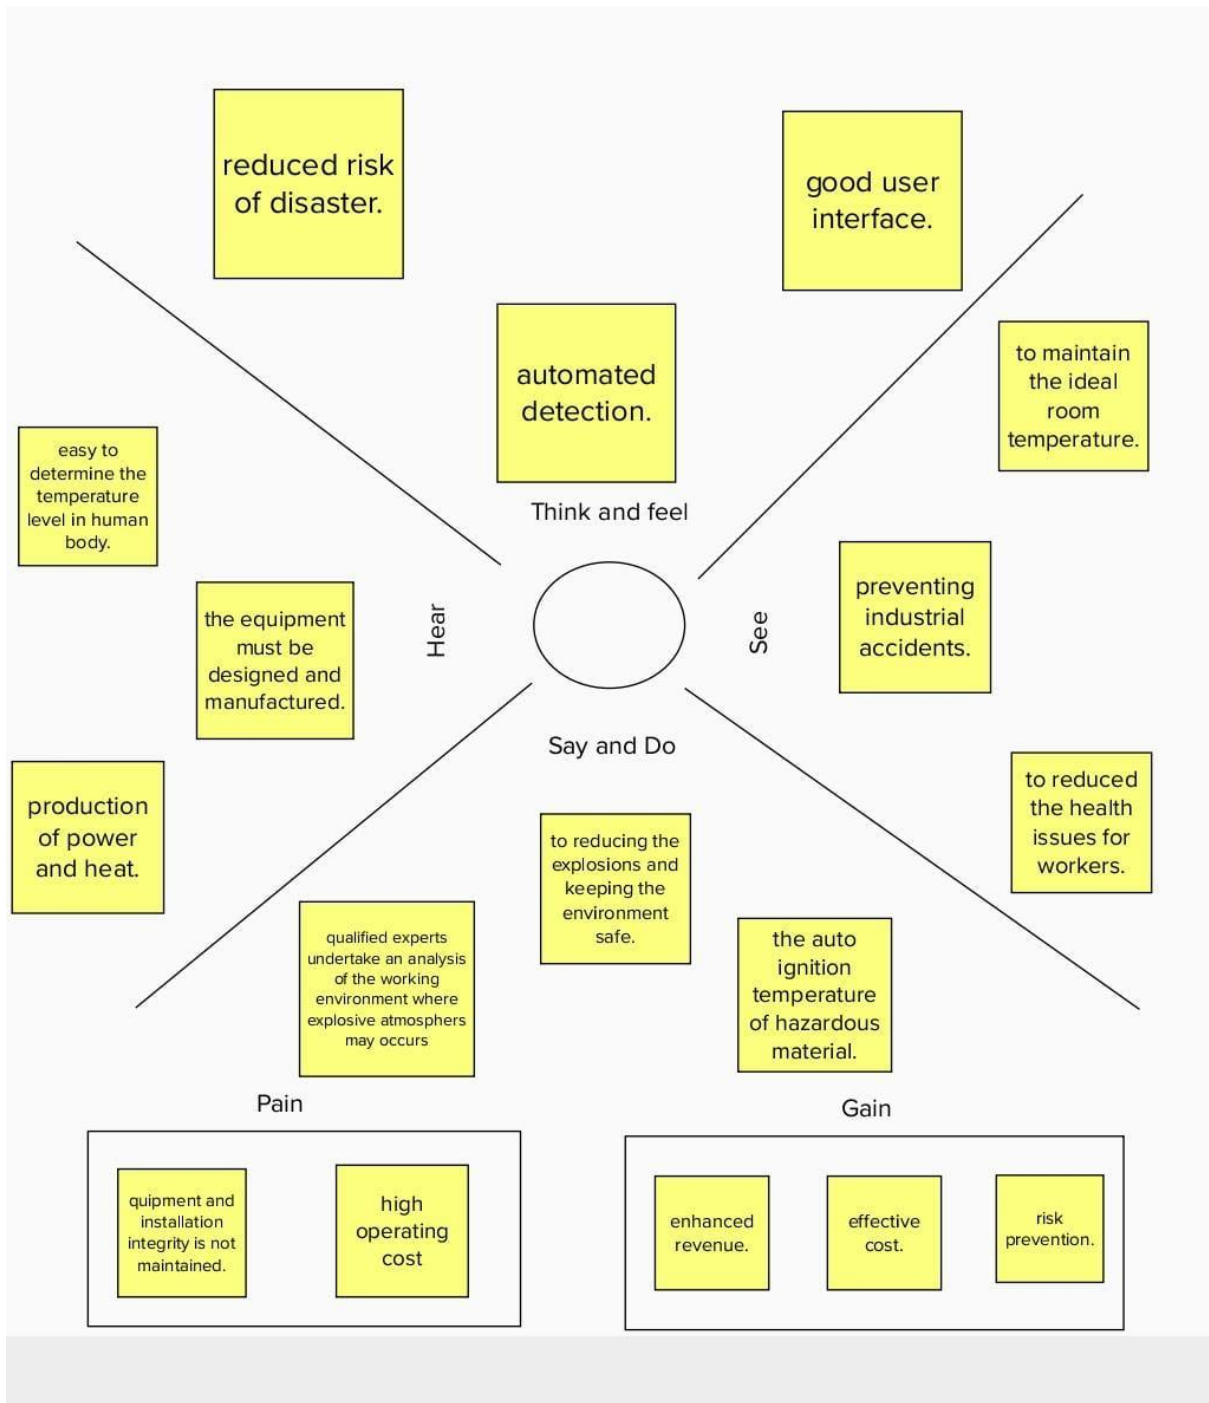 reduced risk
of disaster.
good user
interface.
automated
detection.
Think and feel
to maintain
the ideal
room
temperature.
easy to
determine the
temperature
level in human
body.
the equipment
must be
designed and
manufactured.
Hear
See
preventing
industrial
accidents.
production
of power
and heat.
Say and Do
to reduced
the health
issues for
workers.
to reducing the
explosions and
keeping the
environment
safe.
qualified experts
undertake an analysis
of the working
environment where
explosive atmosphers
may occurs
the auto
ignition
temperature
of hazardous
material.
Pain
quipment and
installation
integrity is not
maintained.
high
operating
cost
Gain
enhanced
revenue.
effective
cost.
risk
prevention.